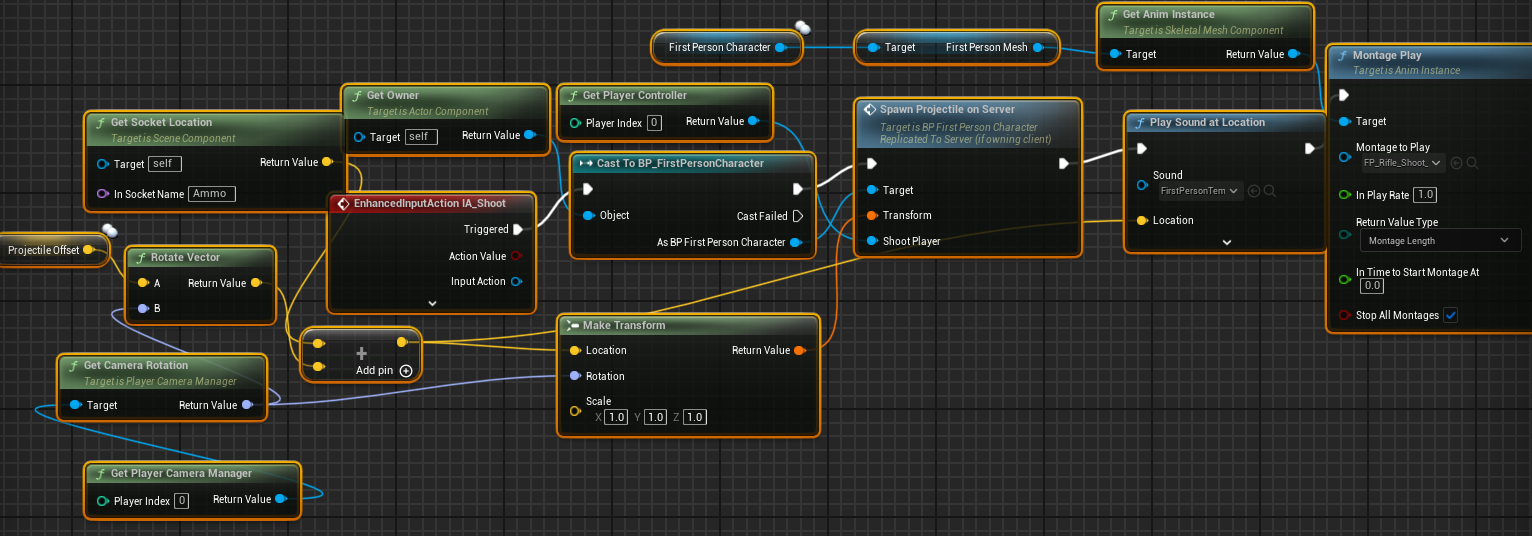 First Person Character
Target First Person Mesh
Get Anim Instance
Target is Skeletal Mesh Component
Target Return Value
Montage Play
Target is Anim Instance
Target
Montage to Play
FP_Rifle_Shoot_
In Play Rate 1.0
Return Value Type
Montage Length
In Time to Start Montage At
0.0
Stop All Montages
Get Owner
Target is Actor Component
Target self Return Value
Get Player Controller
Player Index 0 Return Value
Spawn Projectile on Server
Target is BP First Person Character
Replicated To Server (if owning client)
Target
Transform
Shoot Player
Play Sound at Location
Sound
FirstPersonTem
Location
Get Socket Location
Target is Scene Component
Target self Return Value
In Socket Name Ammo
Cast To BP_FirstPersonCharacter
Object Cast Failed
As BP First Person Character
EnhancedInputAction IA_Shoot
Triggered
Action Value
Input Action
Projectile Offset
Rotate Vector
A Return Value
B
Add pin
Make Transform
Location Return Value
Rotation
Scale
X 1.0 Y 1.0 Z 1.0
Get Camera Rotation
Target is Player Camera Manager
Target Return Value
Get Player Camera Manager
Player Index 0 Return Value